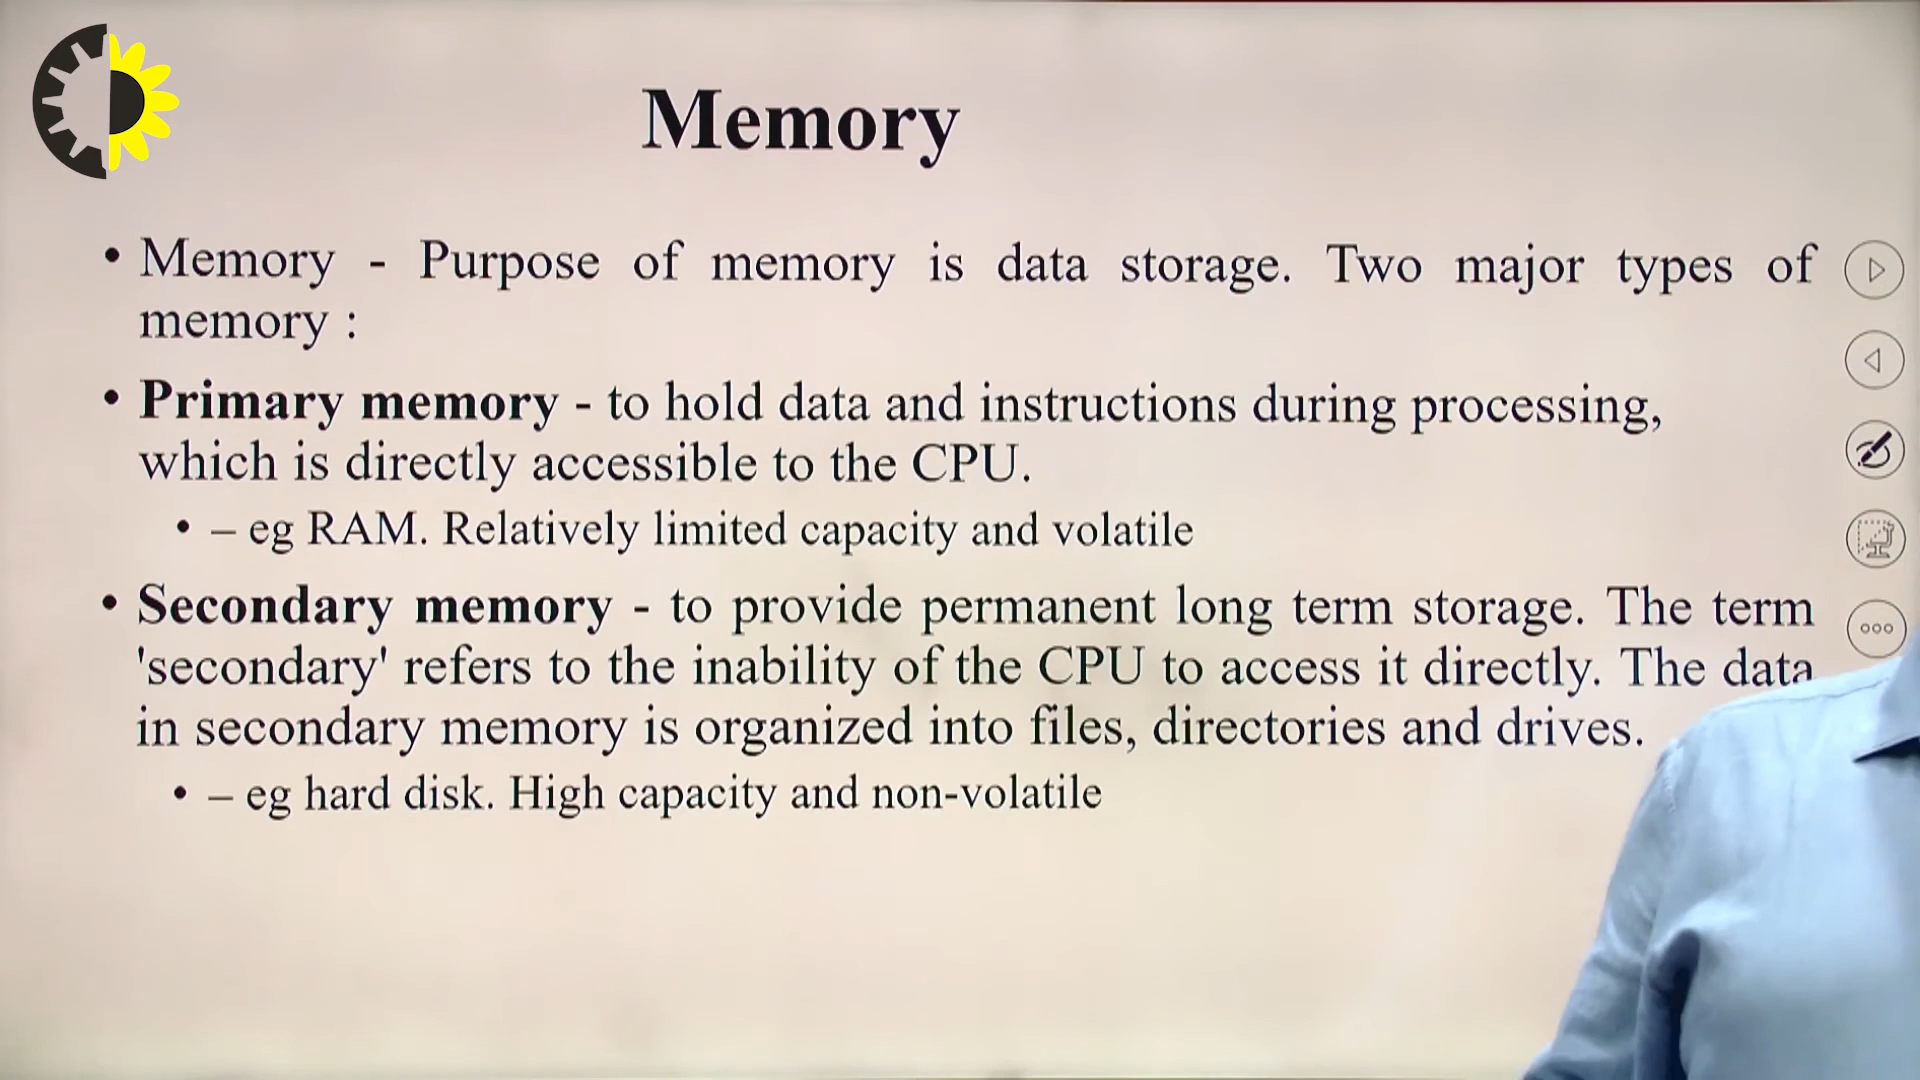 Memory
• Memory - Purpose of memory is data storage. Two major types of
memory :
• Primary memory - to hold data and instructions during processing,
which is directly accessible to the CPU.
• – eg RAM. Relatively limited capacity and volatile
• Secondary memory - to provide permanent long term storage. The term
'secondary' refers to the inability of the CPU to access it directly. The data
in secondary memory is organized into files, directories and drives.
• – eg hard disk. High capacity and non-volatile